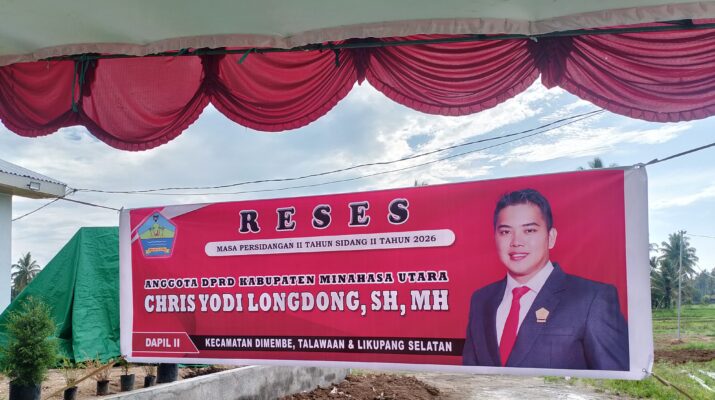 RESES
MASA PERSIDANGAN II TAHUN SIDANG II TAHUN 2026
ANGGOTA DPRD KABUPATEN MINAHASA UTARA
CHRIS YODI LONGDONG, SH, MH
DAPIL II
KECAMATAN DIMEMBE, TALAWAAN & LIKUPANG SELATAN